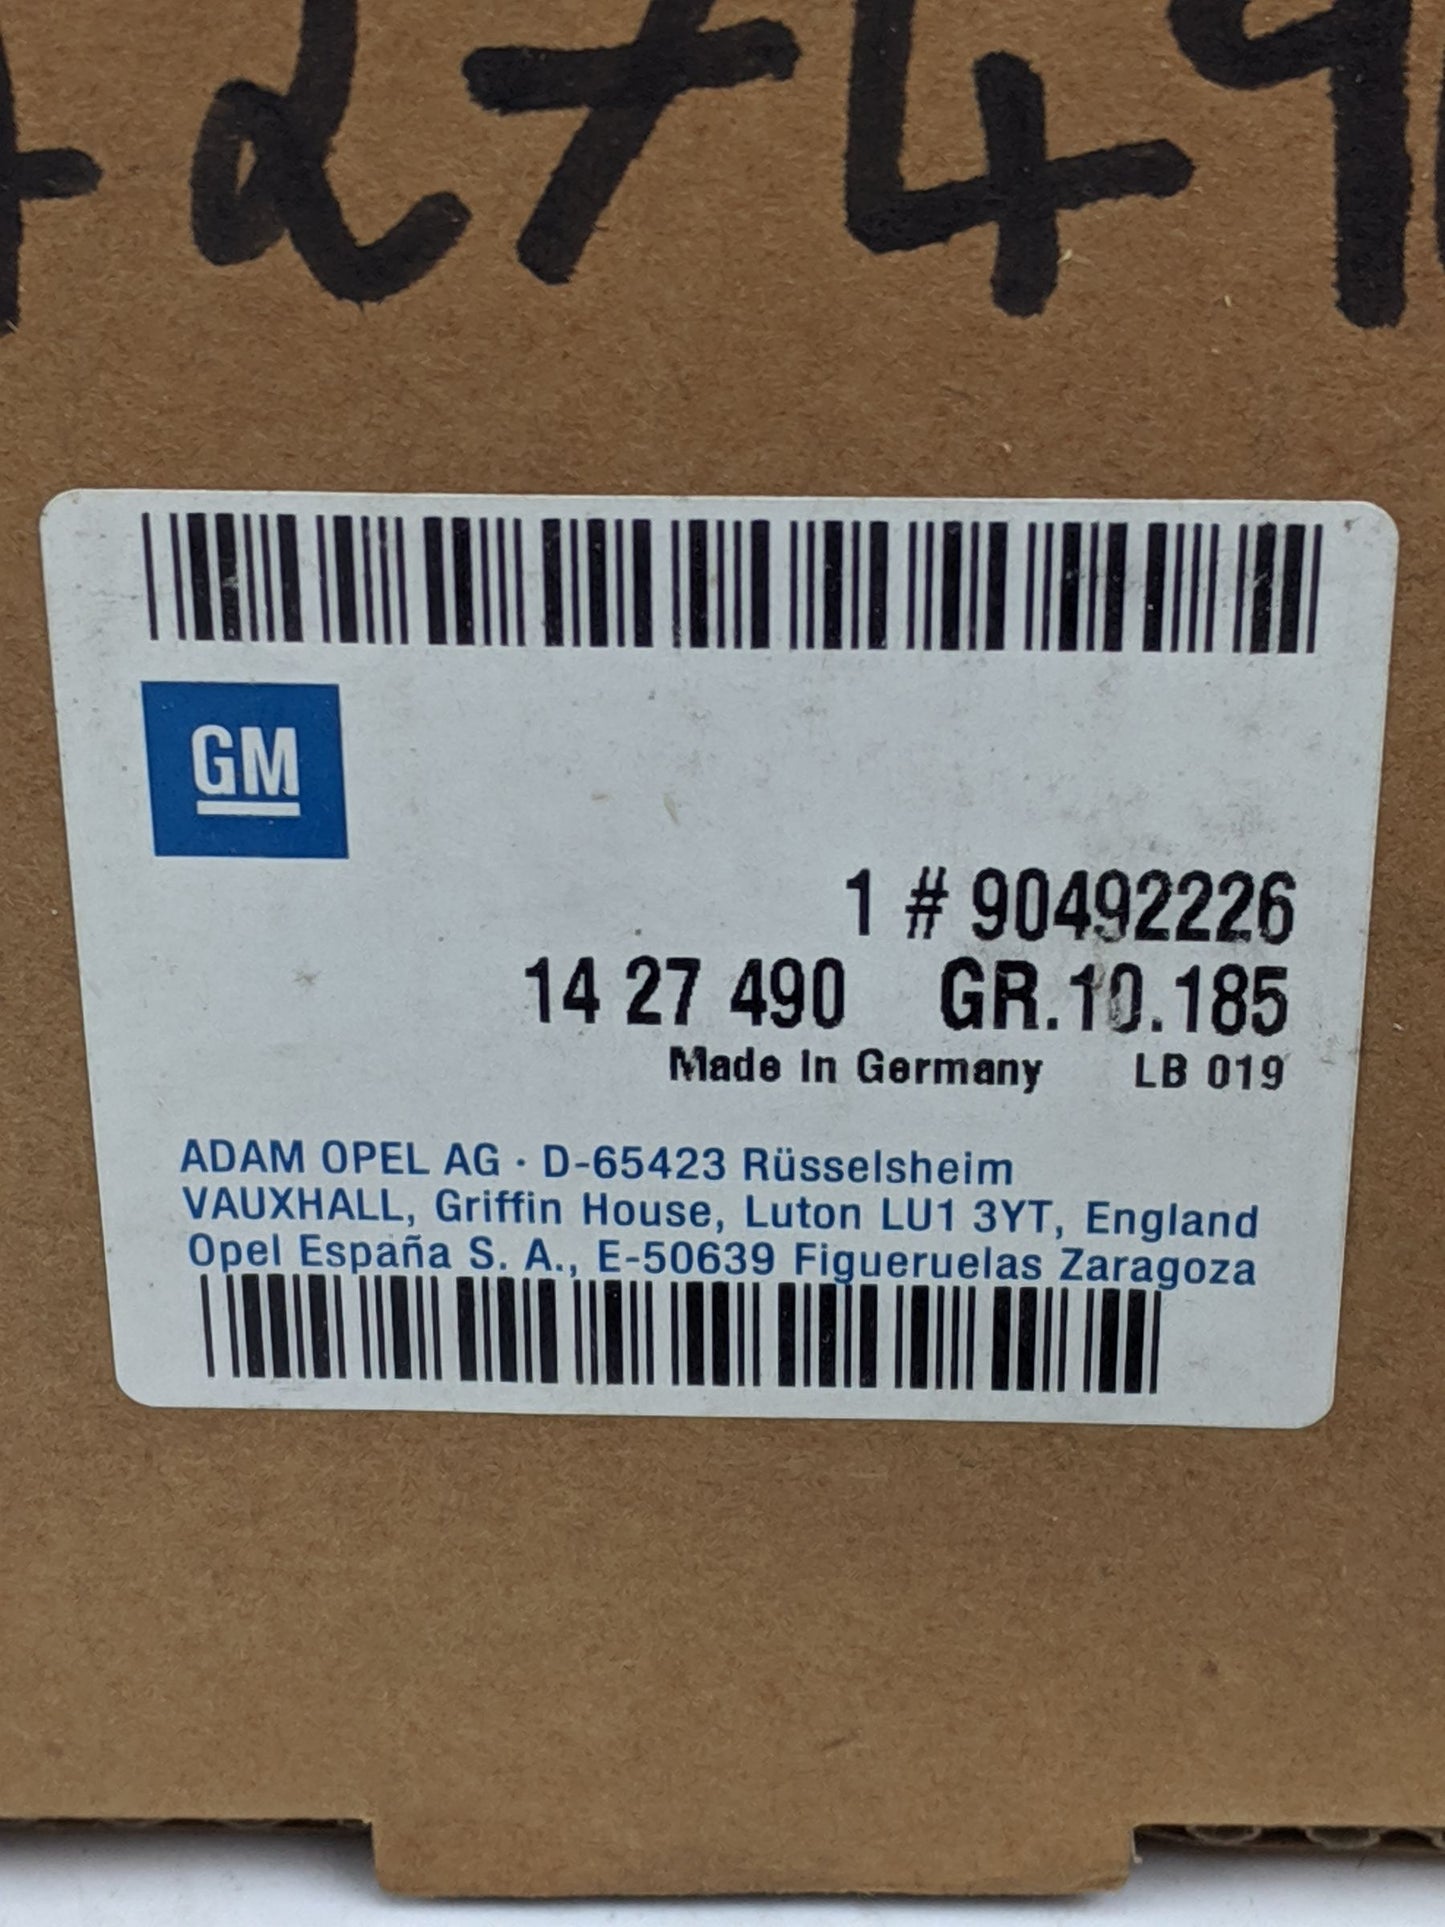 427490
GM
1 # 90492226
14 27 490 GR.10.185
Made In Germany LB 019
ADAM OPEL AG · D-65423 Rüsselsheim
VAUXHALL, Griffin House, Luton LU1 3YT, England
Opel España S. A., E-50639 Figueruelas Zaragoza